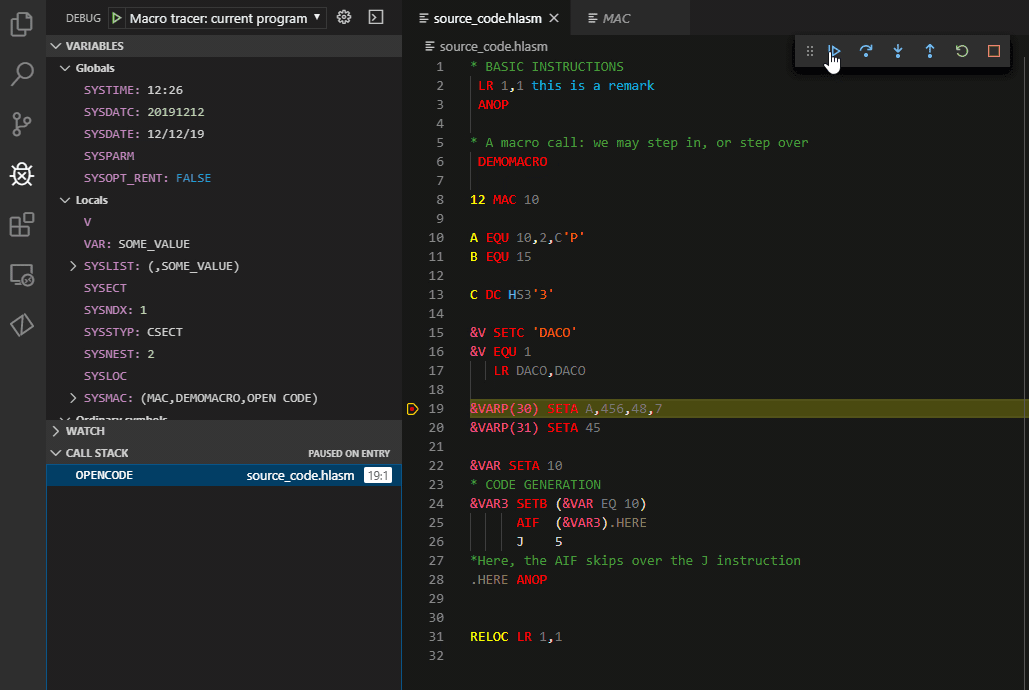 DEBUG Macro tracer: current program
VARIABLES
Globals
SYSTIME: 12:26
SYSDATC: 20191212
SYSDATE: 12/12/19
SYSPARM
SYSOPT_RENT: FALSE
Locals
V
VAR: SOME_VALUE
SYSLIST: (,SOME_VALUE)
SYSECT
SYSNDX: 1
SYSSTYP: CSECT
SYSNEST: 2
SYSLOC
SYSMAC: (MAC,DEMOMACRO,OPEN CODE)
Ordinary symbols
WATCH
CALL STACK PAUSED ON ENTRY
OPENCODE source_code.hlasm 19:1
source_code.hlasm MAC
source_code.hlasm
1 * BASIC INSTRUCTIONS
2 LR 1,1 this is a remark
3 ANOP
4
5 * A macro call: we may step in, or step over
6 DEMOMACRO
7
8 12 MAC 10
9
10 A EQU 10,2,C'P'
11 B EQU 15
12
13 C DC HS3'3'
14
15 &V SETC 'DACO'
16 &V EQU 1
17 LR DACO,DACO
18
19 &VARP(30) SETA A,456,48,7
20 &VARP(31) SETA 45
21
22 &VAR SETA 10
23 * CODE GENERATION
24 &VAR3 SETB (&VAR EQ 10)
25 AIF (&VAR3).HERE
26 J 5
27 *Here, the AIF skips over the J instruction
28 .HERE ANOP
29
30
31 RELOC LR 1,1
32